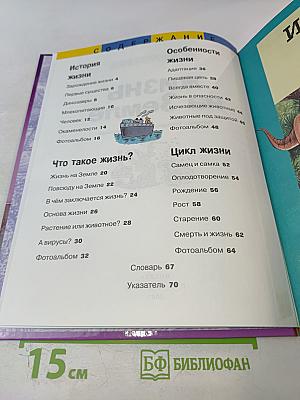 СОДЕРЖАНИЕ
История
жизни
Зарождение жизни 4
Первые существа 6
Динозавры 8
Млекопитающие 10
Человек 12
Окаменелости 14
Фотоальбом 16
Что такое жизнь?
Жизнь на Земле 20
Повсюду на Земле 22
В чём заключается жизнь? 24
Основа жизни 26
Растение или животное? 28
А вирусы? 30
Фотоальбом 32
Особенности
жизни
Адаптация 36
Пищевая цепь 38
Всегда вместе 40
Жизнь в опасности 42
Исчезающие животные
Животные под защитой 46
Фотоальбом 48
Цикл жизни
Самец и самка 52
Оплодотворение 54
Рождение 56
Рост 58
Старение 60
Смерть и жизнь 62
Фотоальбом 64
Словарь 67
Указатель 70
15 см
БФ БИБЛИОФАН